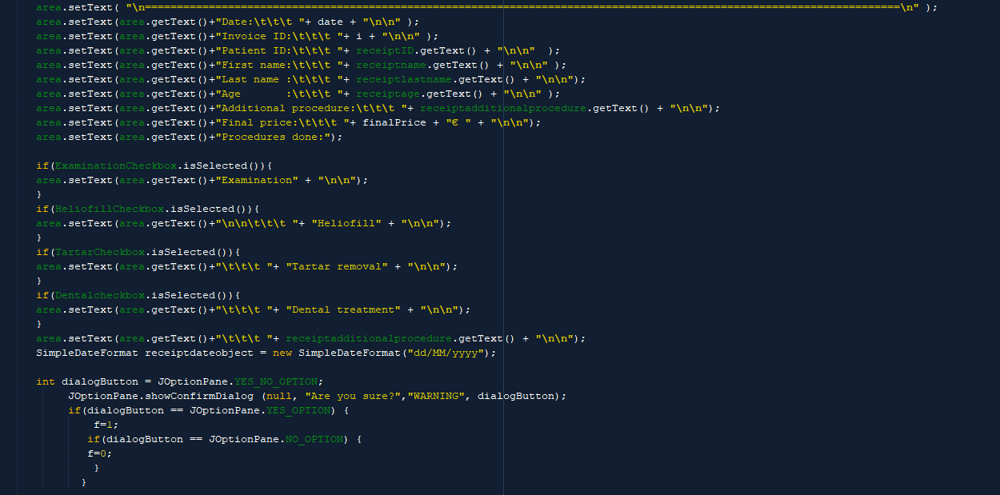 area.setText( "\n======================================================================================================================\n" );
area.setText(area.getText()+"Date:\t\t\t "+ date + "\n\n" );
area.setText(area.getText()+"Invoice ID:\t\t\t "+ i + "\n\n" );
area.setText(area.getText()+"Patient ID:\t\t\t "+ receiptID.getText() + "\n\n"  );
area.setText(area.getText()+"First name:\t\t\t "+ receiptname.getText() + "\n\n" );
area.setText(area.getText()+"Last name :\t\t\t "+ receiptlastname.getText() + "\n\n");
area.setText(area.getText()+"Age       :\t\t\t "+ receiptage.getText() + "\n\n" );
area.setText(area.getText()+"Additional procedure:\t\t\t "+ receiptadditionalprocedure.getText() + "\n\n");
area.setText(area.getText()+"Final price:\t\t\t "+ finalPrice + "€ " + "\n\n");
area.setText(area.getText()+"Procedures done:");
if(ExaminationCheckbox.isSelected()){
area.setText(area.getText()+"Examination" + "\n\n");
}
if(HeliofillCheckbox.isSelected()){
area.setText(area.getText()+"\n\n\t\t\t "+ "Heliofill" + "\n\n");
}
if(TartarCheckbox.isSelected()){
area.setText(area.getText()+"\t\t\t "+ "Tartar removal" + "\n\n");
}
if(Dentalcheckbox.isSelected()){
area.setText(area.getText()+"\t\t\t "+ "Dental treatment" + "\n\n");
}
area.setText(area.getText()+"\t\t\t "+ receiptadditionalprocedure.getText() + "\n\n");
SimpleDateFormat receiptdateobject = new SimpleDateFormat("dd/MM/yyyy");
int dialogButton = JOptionPane.YES_NO_OPTION;
JOptionPane.showConfirmDialog (null, "Are you sure?","WARNING", dialogButton);
if(dialogButton == JOptionPane.YES_OPTION) {
f=1;
if(dialogButton == JOptionPane.NO_OPTION) {
f=0;
}
}